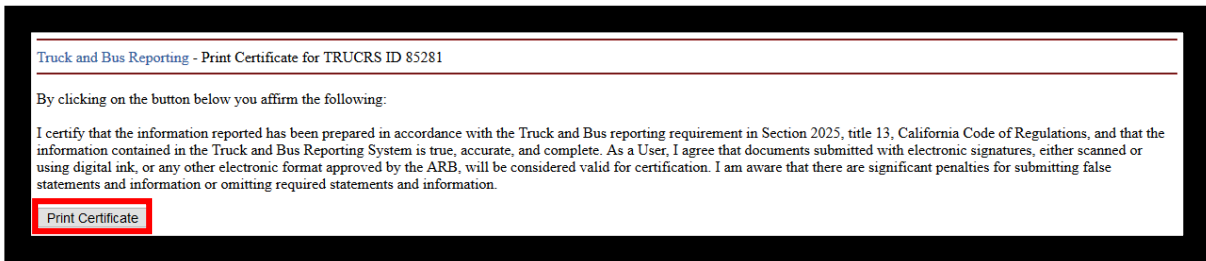 Truck and Bus Reporting - Print Certificate for TRUCRS ID 85281
By clicking on the button below you affirm the following:
I certify that the information reported has been prepared in accordance with the Truck and Bus reporting requirement in Section 2025, title 13, California Code of Regulations, and that the
information contained in the Truck and Bus Reporting System is true, accurate, and complete. As a User, I agree that documents submitted with electronic signatures, either scanned or
using digital ink, or any other electronic format approved by the ARB, will be considered valid for certification. I am aware that there are significant penalties for submitting false
statements and information or omitting required statements and information.
Print Certificate